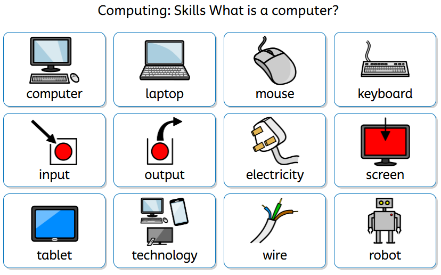 Computing: Skills What is a computer?
computer laptop mouse keyboard
input output electricity screen
tablet technology wire robot